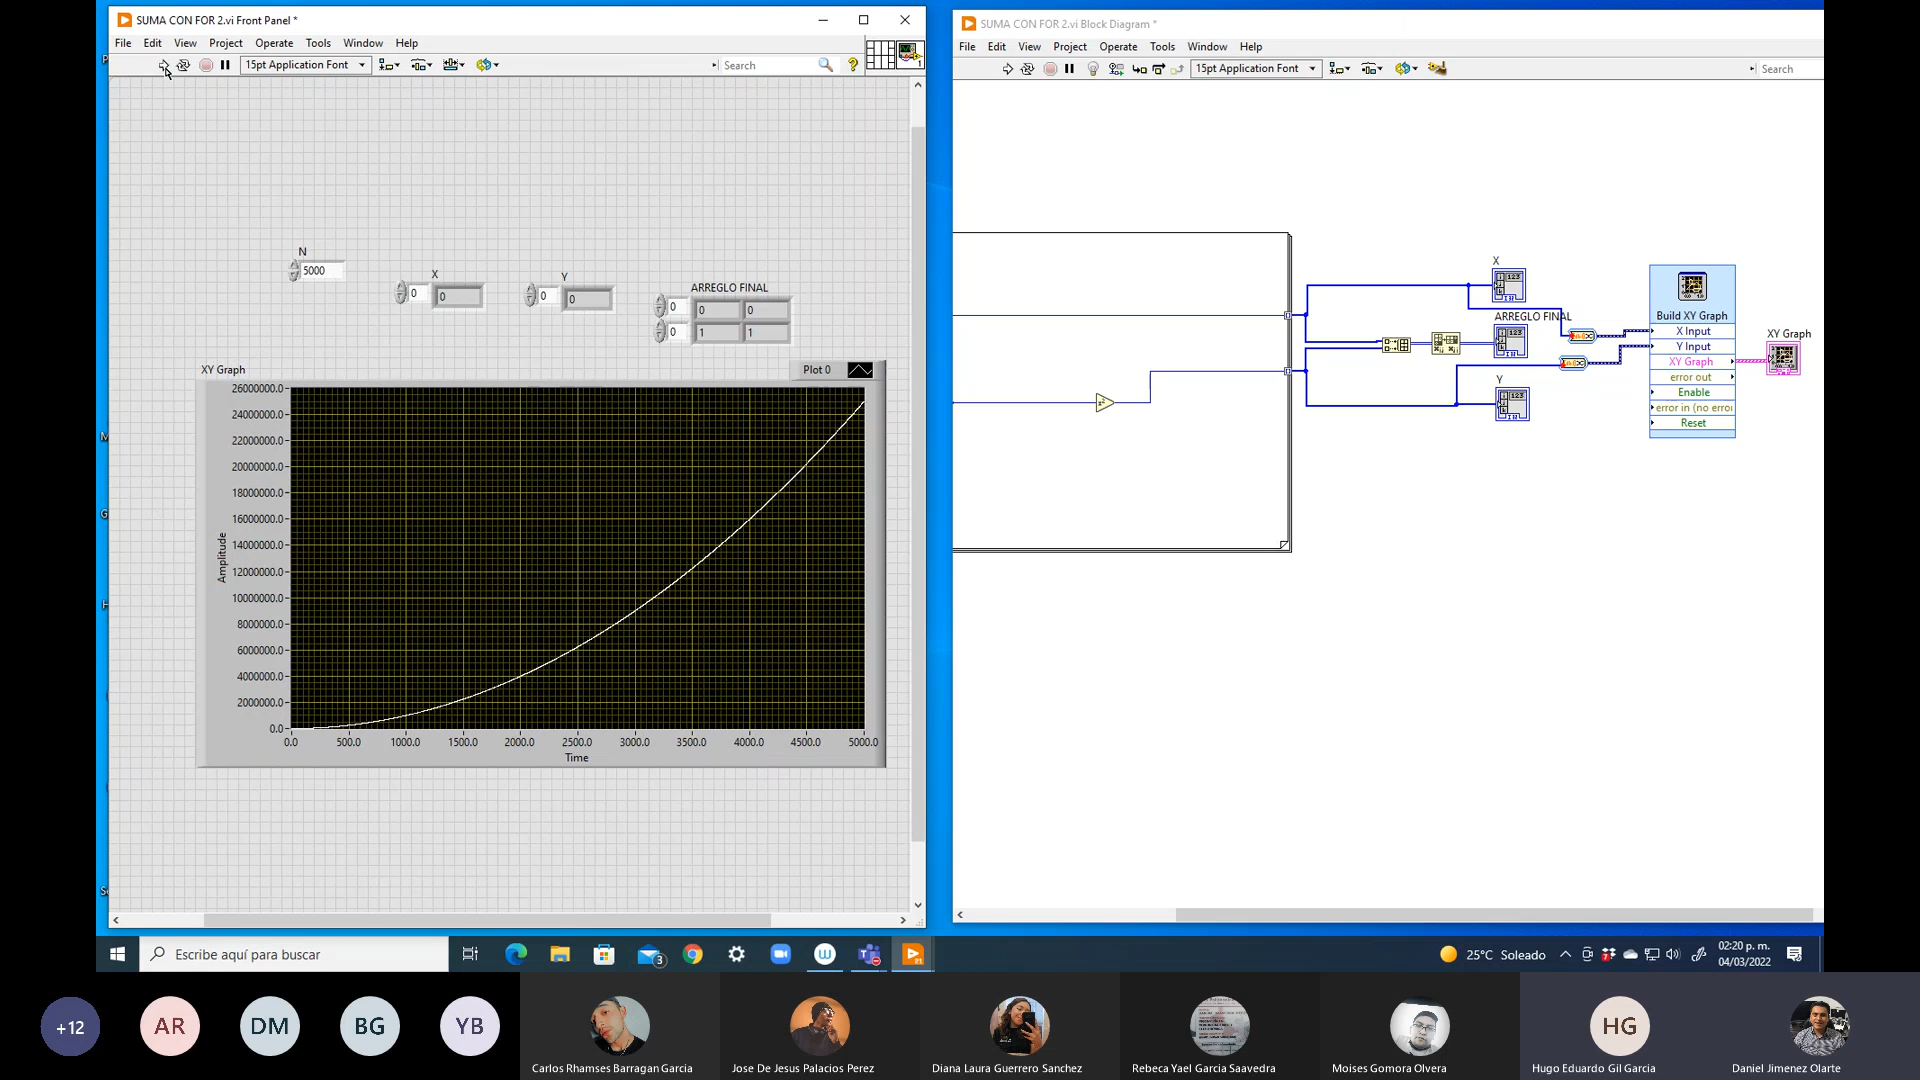 SUMA CON FOR 2.vi Front Panel *
File Edit View Project Operate Tools Window Help
15pt Application Font
Search
N
5000
X
0
0
Y
0
0
ARREGLO FINAL
0 0 0
0 1 1
XY Graph
Plot 0
26000000.0
24000000.0
22000000.0
20000000.0
18000000.0
16000000.0
14000000.0
12000000.0
10000000.0
8000000.0
6000000.0
4000000.0
2000000.0
0.0
Amplitude
0.0 500.0 1000.0 1500.0 2000.0 2500.0 3000.0 3500.0 4000.0 4500.0 5000.0
Time
SUMA CON FOR 2.vi Block Diagram *
File Edit View Project Operate Tools Window Help
15pt Application Font
Search
X
ARREGLO FINAL
Y
x²
Build XY Graph
X Input
Y Input
XY Graph
error out
Enable
error in (no erro
Reset
XY Graph
Escribe aquí para buscar
3
25°C Soleado
02:20 p. m.
04/03/2022
+12
AR
DM
BG
YB
Carlos Rhamses Barragan Garcia
Jose De Jesus Palacios Perez
Diana Laura Guerrero Sanchez
Rebeca Yael Garcia Saavedra
Moises Gomora Olvera
HG
Hugo Eduardo Gil Garcia
Daniel Jimenez Olarte